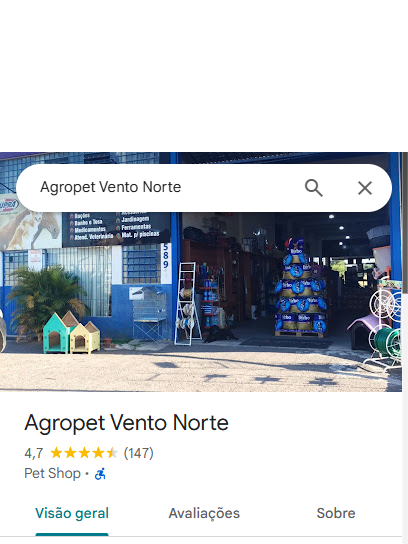 Agropet Vento Norte
Rações
Banho e Tosa
Medicamentos
Atend. Veterinário
Acessórios
Jardinagem
Ferramentas
Mat. p/ piscinas
589
Agropet Vento Norte
4,7 (147)
Pet Shop ·
Visão geral Avaliações Sobre